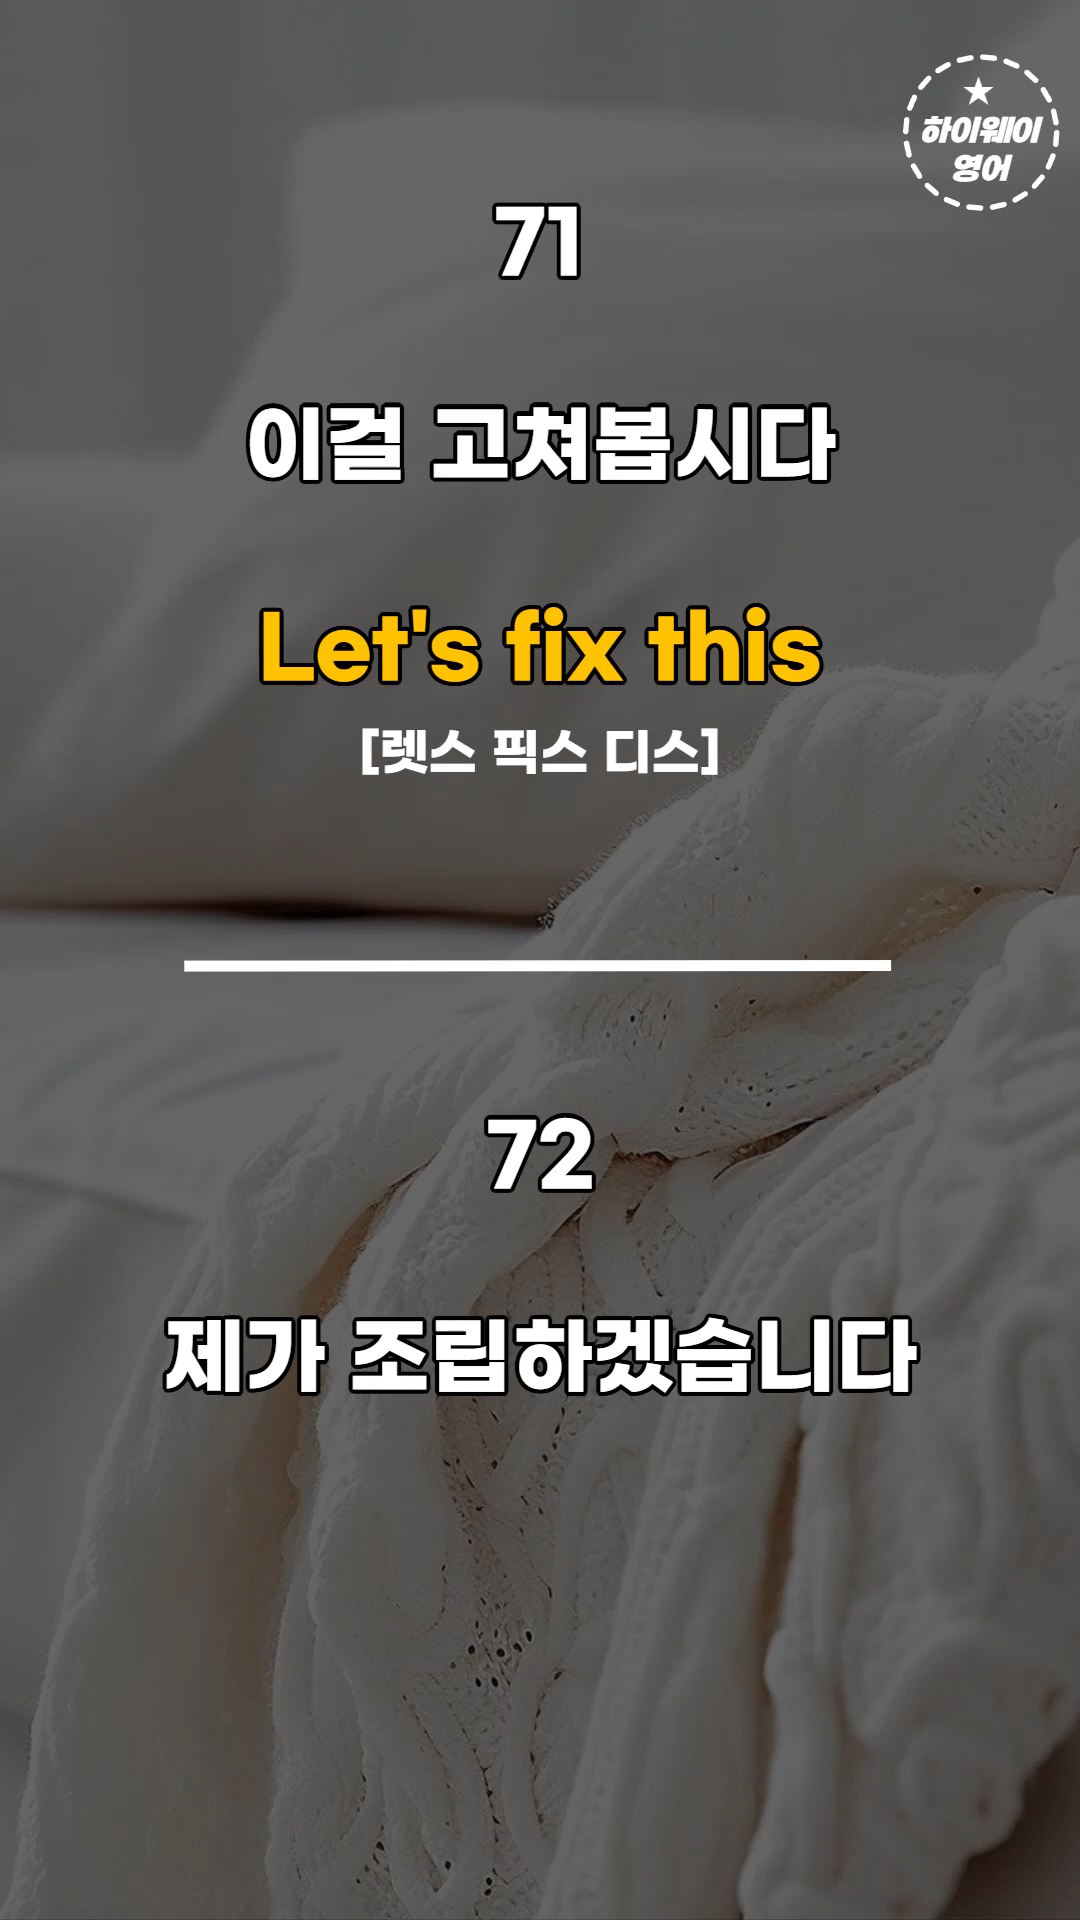 ★
하이웨이
영어
71
이걸 고쳐봅시다
Let's fix this
[렛스 픽스 디스]
72
제가 조립하겠습니다